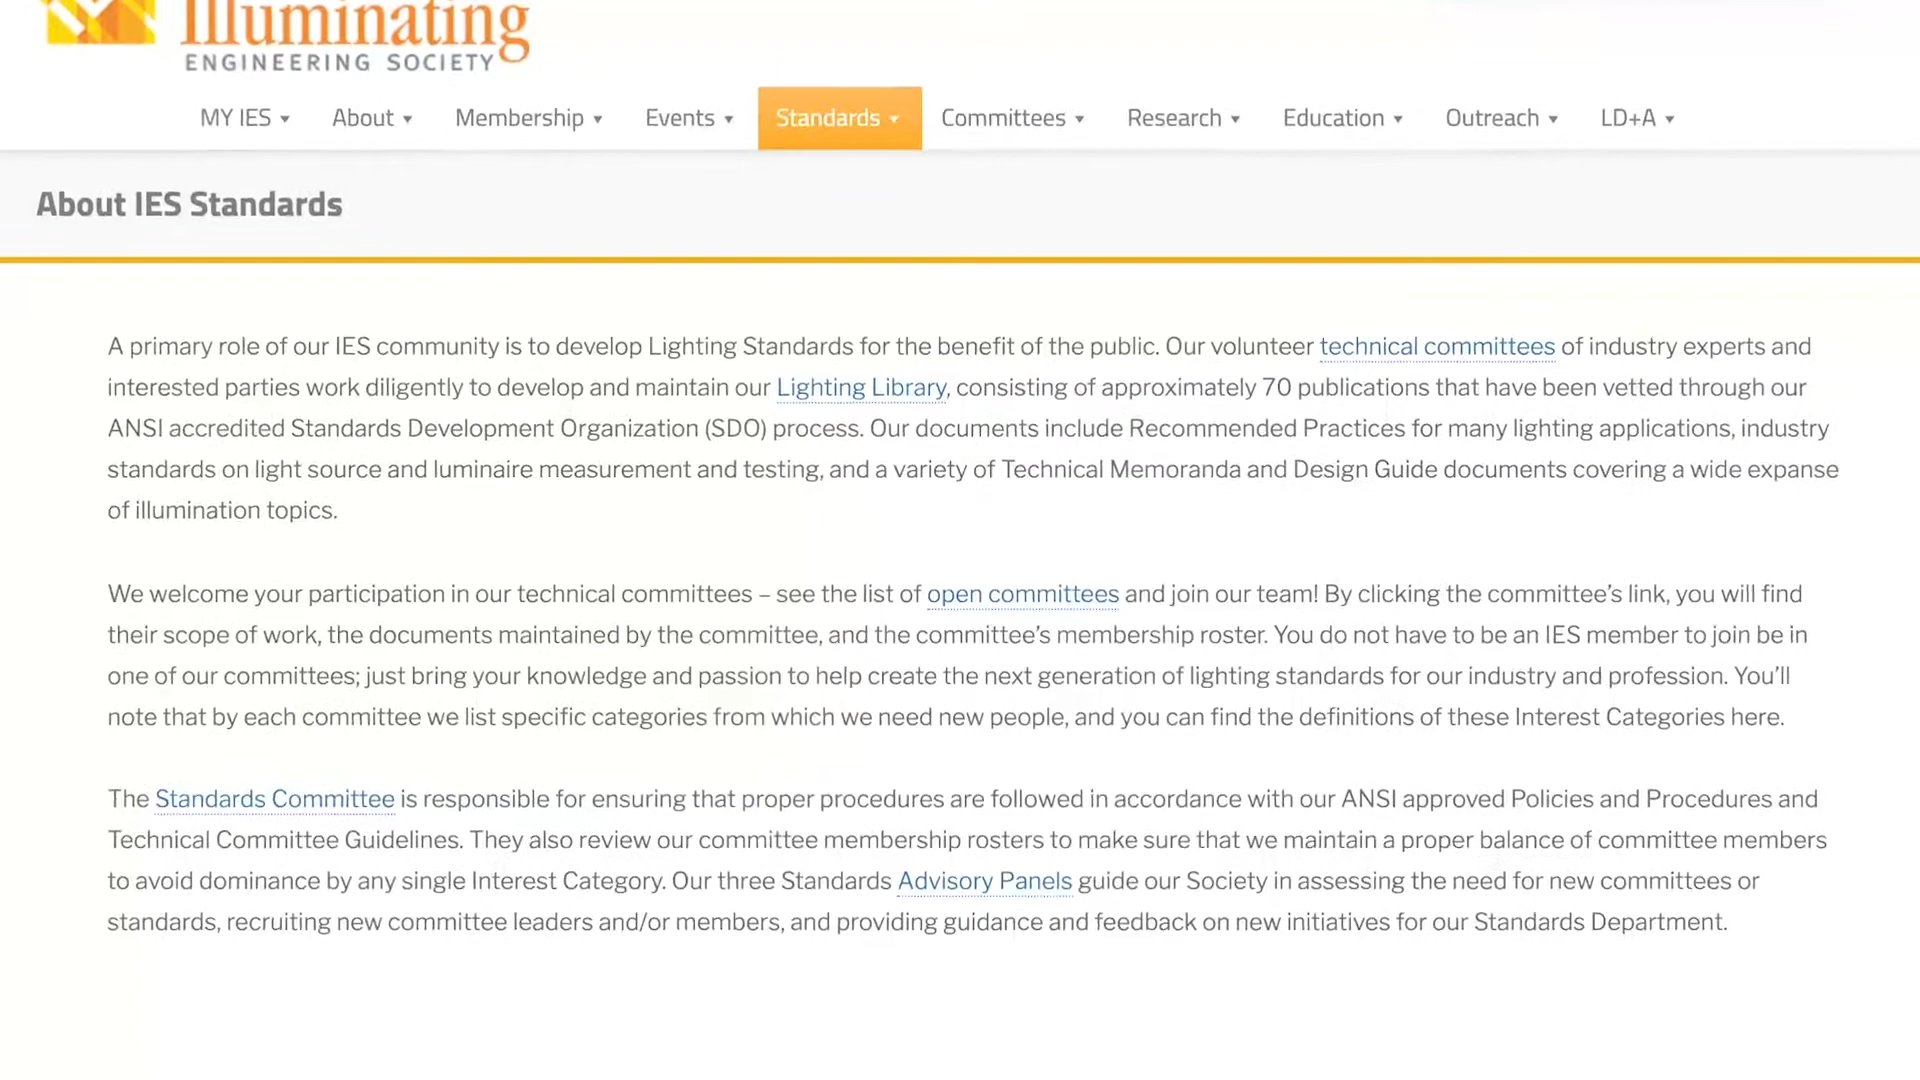 Illuminating
ENGINEERING SOCIETY
MY IES ▾ About ▾ Membership ▾ Events ▾ Standards ▾ Committees ▾ Research ▾ Education ▾ Outreach ▾ LD+A ▾
About IES Standards
A primary role of our IES community is to develop Lighting Standards for the benefit of the public. Our volunteer technical committees of industry experts and
interested parties work diligently to develop and maintain our Lighting Library, consisting of approximately 70 publications that have been vetted through our
ANSI accredited Standards Development Organization (SDO) process. Our documents include Recommended Practices for many lighting applications, industry
standards on light source and luminaire measurement and testing, and a variety of Technical Memoranda and Design Guide documents covering a wide expanse
of illumination topics.
We welcome your participation in our technical committees – see the list of open committees and join our team! By clicking the committee’s link, you will find
their scope of work, the documents maintained by the committee, and the committee’s membership roster. You do not have to be an IES member to join be in
one of our committees; just bring your knowledge and passion to help create the next generation of lighting standards for our industry and profession. You’ll
note that by each committee we list specific categories from which we need new people, and you can find the definitions of these Interest Categories here.
The Standards Committee is responsible for ensuring that proper procedures are followed in accordance with our ANSI approved Policies and Procedures and
Technical Committee Guidelines. They also review our committee membership rosters to make sure that we maintain a proper balance of committee members
to avoid dominance by any single Interest Category. Our three Standards Advisory Panels guide our Society in assessing the need for new committees or
standards, recruiting new committee leaders and/or members, and providing guidance and feedback on new initiatives for our Standards Department.